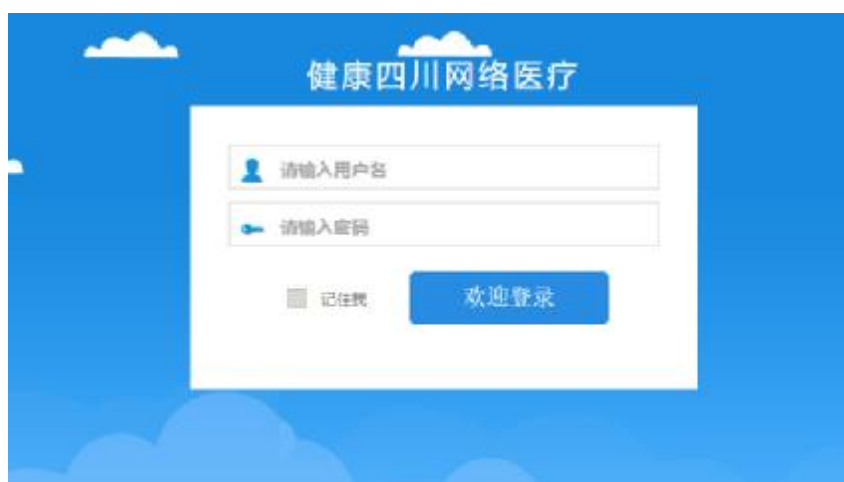 健康四川网络医疗
请输入用户名
请输入密码
记住我
欢迎登录